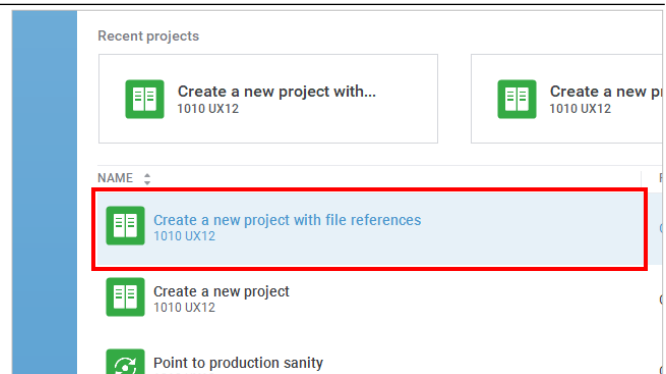 Recent projects
Create a new project with...
1010 UX12
Create a new
1010 UX12
NAME
Create a new project with file references
1010 UX12
Create a new project
1010 UX12
Point to production sanity